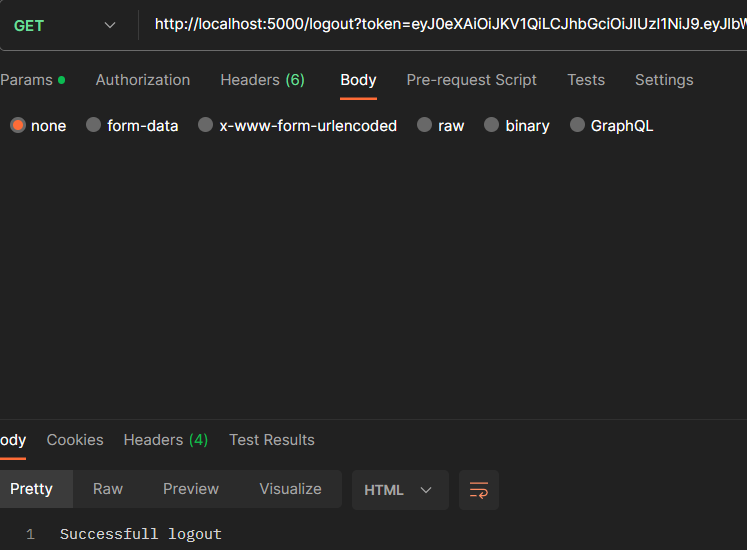 GET http://localhost:5000/logout?token=eyJ0eXAiOiJKV1QiLCJhbGciOiJIUzI1NiJ9.eyJlbW
Params Authorization Headers (6) Body Pre-request Script Tests Settings
none form-data x-www-form-urlencoded raw binary GraphQL
ody Cookies Headers (4) Test Results
Pretty Raw Preview Visualize HTML
1 Successfull logout